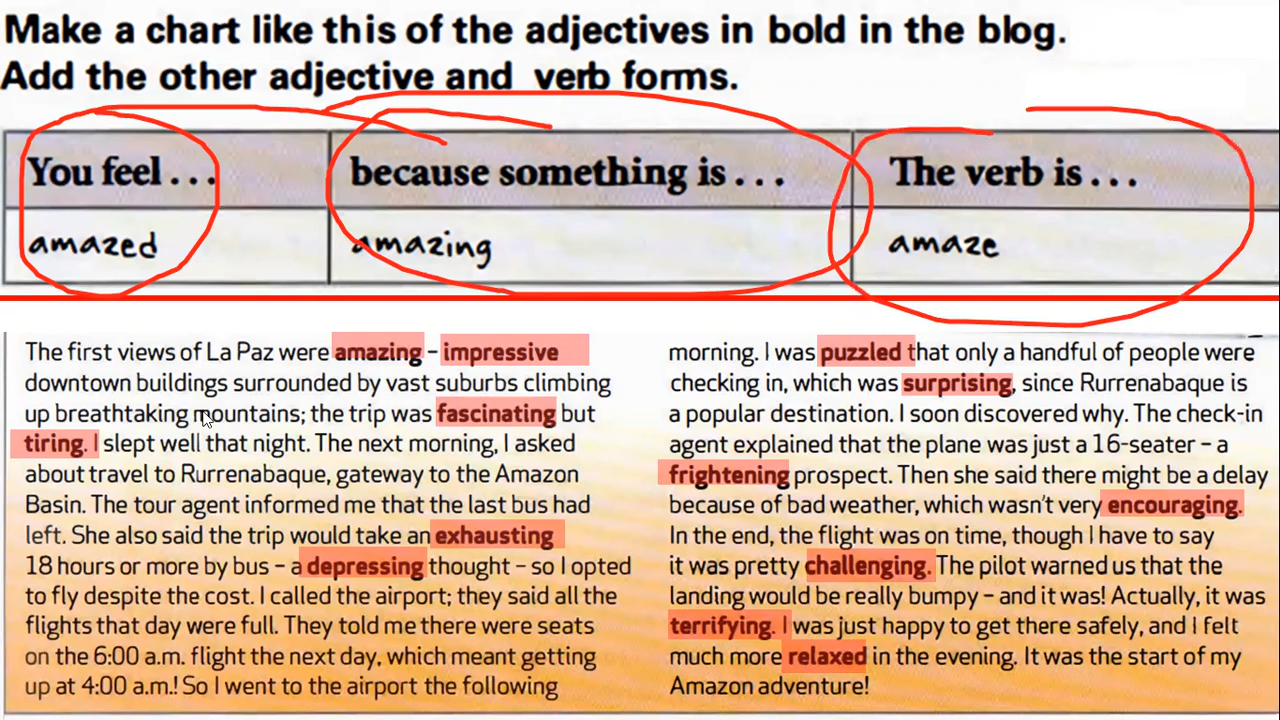 Make a chart like this of the adjectives in bold in the blog.
Add the other adjective and verb forms.
You feel . . . because something is . . . The verb is . . .
amazed amazing amaze
The first views of La Paz were amazing – impressive
downtown buildings surrounded by vast suburbs climbing
up breathtaking mountains; the trip was fascinating but
tiring. I slept well that night. The next morning, I asked
about travel to Rurrenabaque, gateway to the Amazon
Basin. The tour agent informed me that the last bus had
left. She also said the trip would take an exhausting
18 hours or more by bus – a depressing thought – so I opted
to fly despite the cost. I called the airport; they said all the
flights that day were full. They told me there were seats
on the 6:00 a.m. flight the next day, which meant getting
up at 4:00 a.m.! So I went to the airport the following
morning. I was puzzled that only a handful of people were
checking in, which was surprising, since Rurrenabaque is
a popular destination. I soon discovered why. The check-in
agent explained that the plane was just a 16-seater – a
frightening prospect. Then she said there might be a delay
because of bad weather, which wasn't very encouraging.
In the end, the flight was on time, though I have to say
it was pretty challenging. The pilot warned us that the
landing would be really bumpy – and it was! Actually, it was
terrifying. I was just happy to get there safely, and I felt
much more relaxed in the evening. It was the start of my
Amazon adventure!